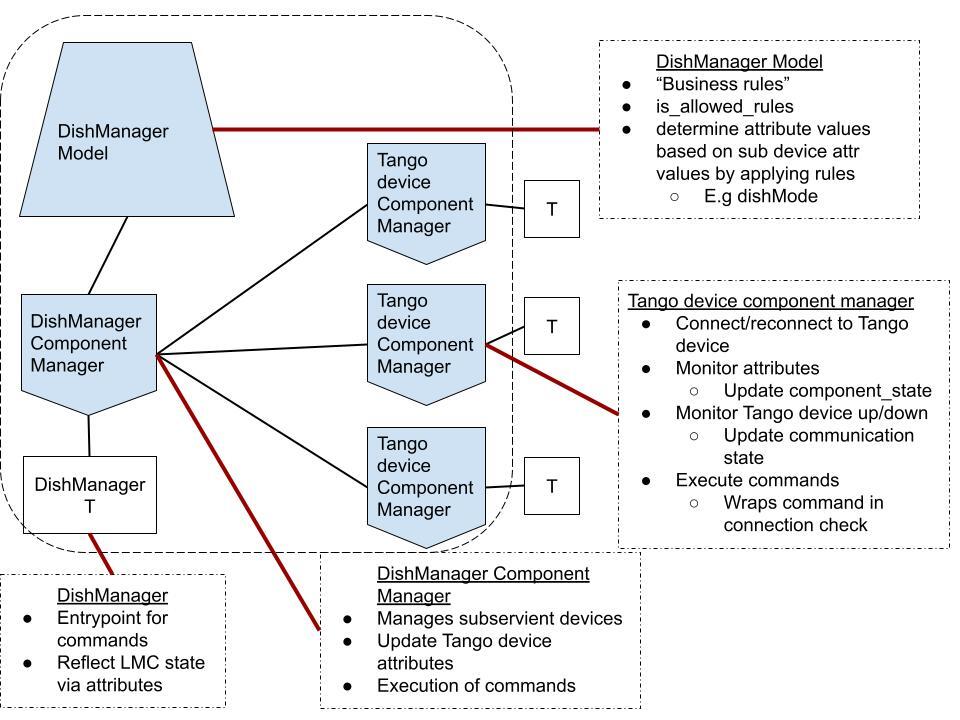 DishManager
Model
DishManager
Component
Manager
DishManager
T
Tango
device
Component
Manager
T
Tango
device
Component
Manager
T
Tango
device
Component
Manager
T
DishManager Model
● “Business rules”
● is_allowed_rules
● determine attribute values
based on sub device attr
values by applying rules
○ E.g dishMode
Tango device component manager
● Connect/reconnect to Tango
device
● Monitor attributes
○ Update component_state
● Monitor Tango device up/down
○ Update communication
state
● Execute commands
○ Wraps command in
connection check
DishManager
● Entrypoint for
commands
● Reflect LMC state
via attributes
DishManager Component
Manager
● Manages subservient devices
● Update Tango device
attributes
● Execution of commands